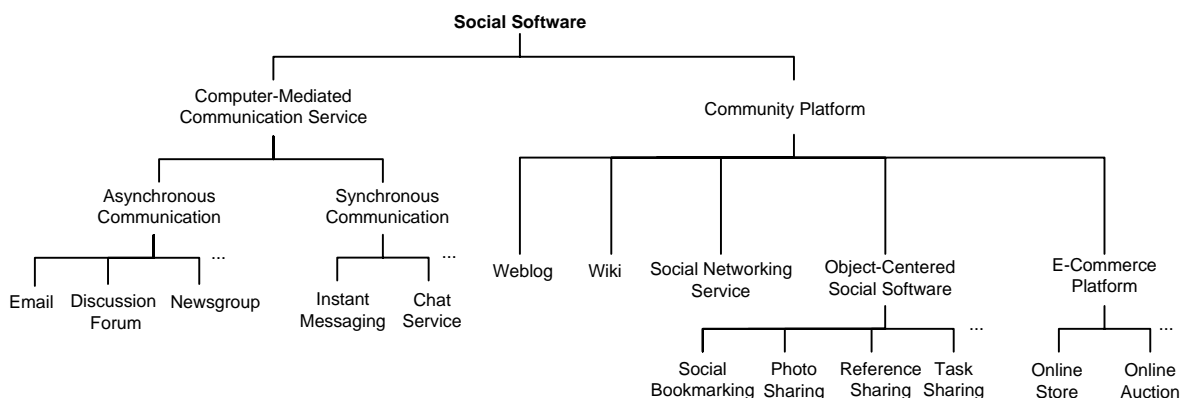 Social Software
Computer-Mediated
Communication Service
Community Platform
Asynchronous
Communication
Synchronous
Communication
...
...
Email
Discussion
Forum
Newsgroup
Instant
Messaging
Chat
Service
Weblog
Wiki
Social Networking
Service
Object-Centered
Social Software
E-Commerce
Platform
...
...
Social
Bookmarking
Photo
Sharing
Reference
Sharing
Task
Sharing
Online
Store
Online
Auction